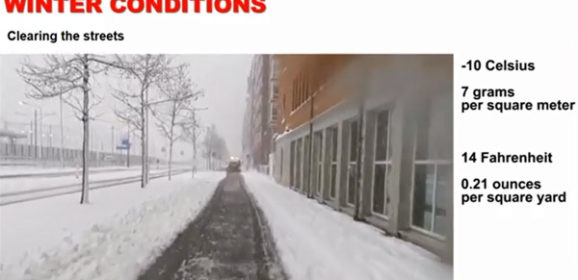 WINTER CONDITIONS
Clearing the streets
-10 Celsius
7 grams
per square meter
14 Fahrenheit
0.21 ounces
per square yard